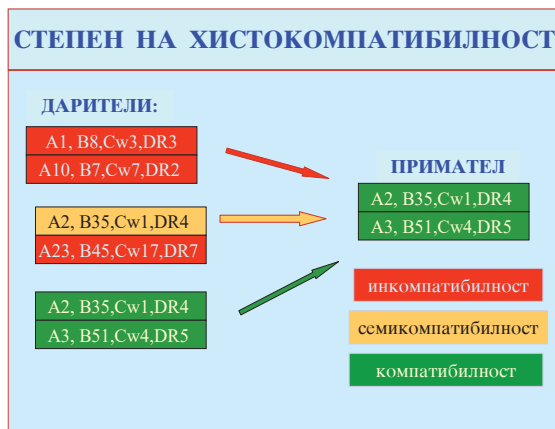 СТЕПЕН НА ХИСТОКОМПАТИБИЛНОСТ
ДАРИТЕЛИ:
A1, B8,Cw3,DR3
A10, B7,Cw7,DR2
A2, B35,Cw1,DR4
A23, B45,Cw17,DR7
A2, B35,Cw1,DR4
A3, B51,Cw4,DR5
ПРИМАТЕЛ
A2, B35,Cw1,DR4
A3, B51,Cw4,DR5
инкомпатибилност
семикомпатибилност
компатибилност